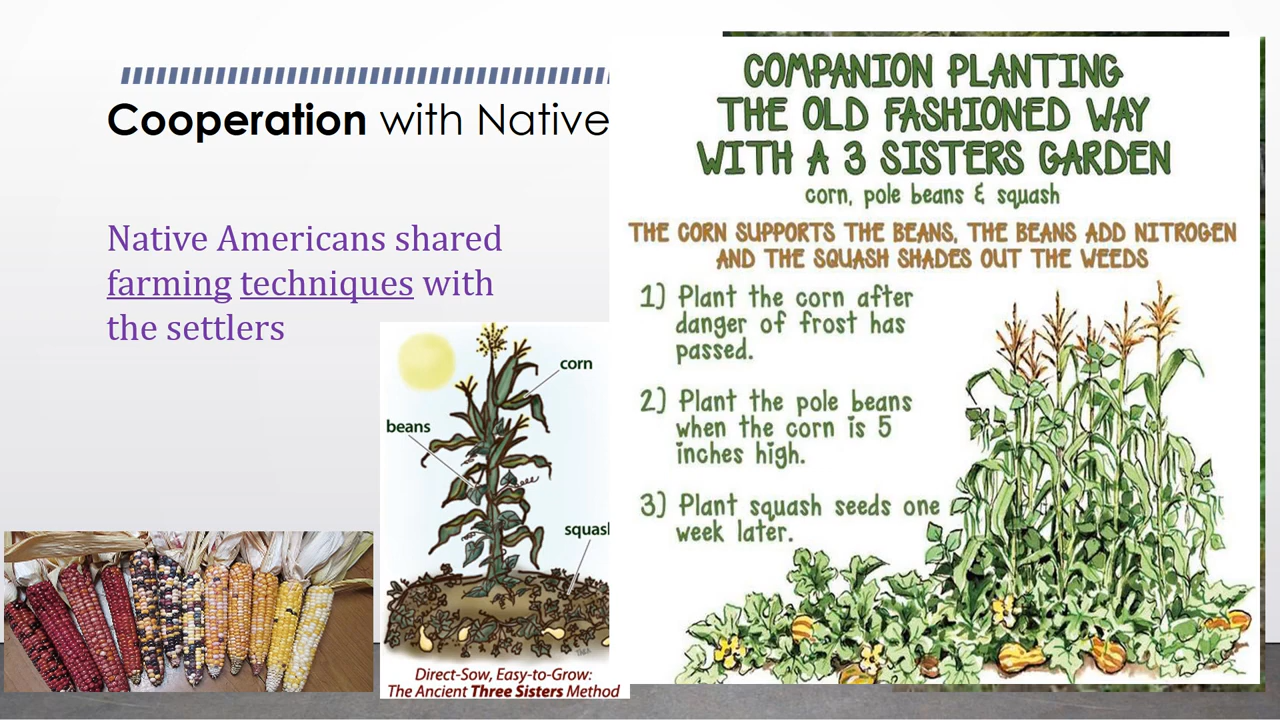 Cooperation with Native
Native Americans shared
farming techniques with
the settlers
corn
beans
squash
Direct-Sow, Easy-to-Grow:
The Ancient Three Sisters Method
COMPANION PLANTING
THE OLD FASHIONED WAY
WITH A 3 SISTERS GARDEN
corn, pole beans & squash
THE CORN SUPPORTS THE BEANS, THE BEANS ADD NITROGEN
AND THE SQUASH SHADES OUT THE WEEDS
1) Plant the corn after
danger of frost has
passed.
2) Plant the pole beans
when the corn is 5
inches high.
3) Plant squash seeds one
week later.